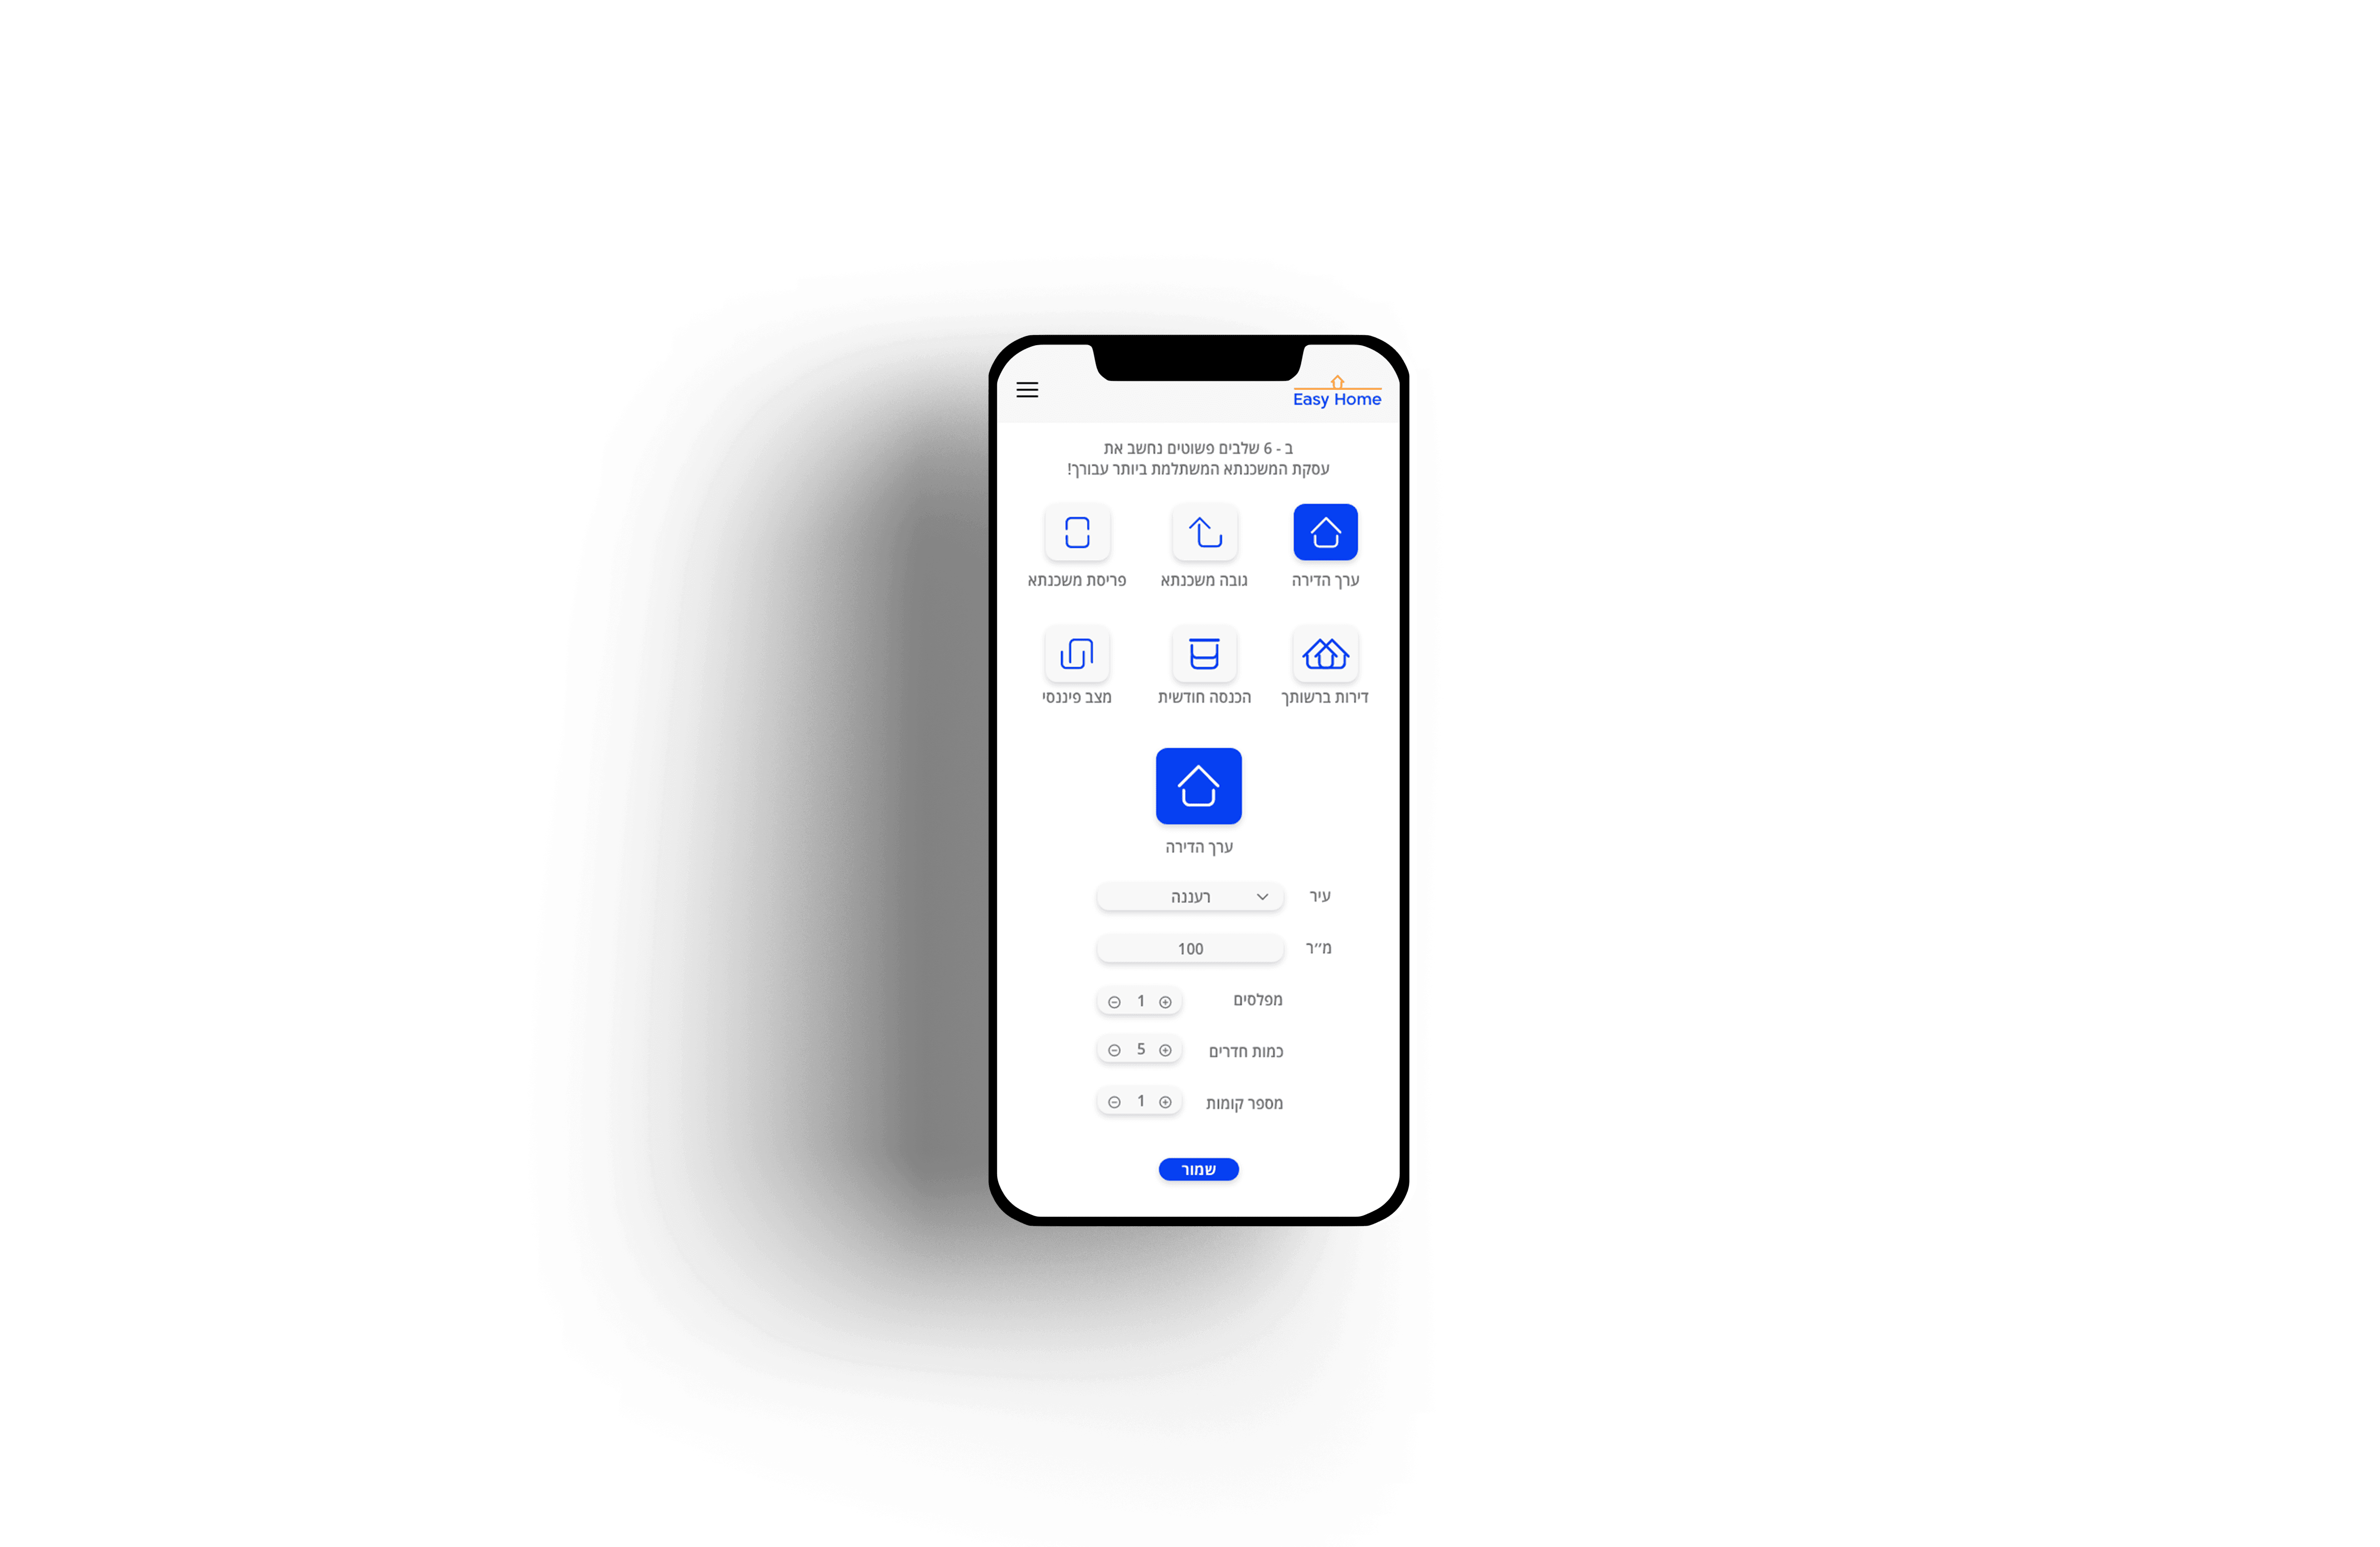 Easy Home
ב - 6 שלבים פשוטים נחשב את
עסקת המשכנתא המשתלמת ביותר עבורך!
ערך הדירה
גובה משכנתא
פריסת משכנתא
דירות ברשותך
הכנסה חודשית
מצב פיננסי
ערך הדירה
עיר רעננה
מ״ר 100
מפלסים 1
כמות חדרים 5
מספר קומות 1
שמור